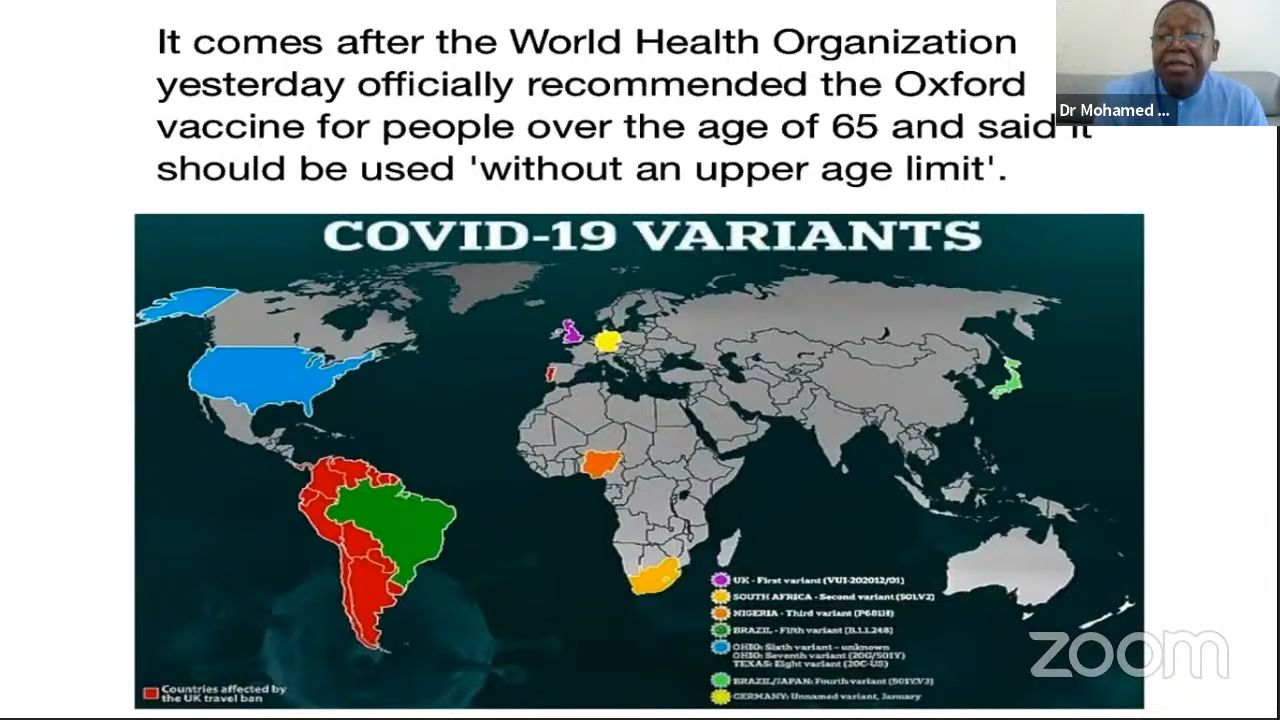 It comes after the World Health Organization
yesterday officially recommended the Oxford
vaccine for people over the age of 65 and said it
should be used 'without an upper age limit'.
Dr Mohamed ...
COVID-19 VARIANTS
UK - First variant (VUI-202012/01)
SOUTH AFRICA - Second variant (501.V2)
NIGERIA - Third variant (P681H)
BRAZIL - Fifth variant (B.1.1.248)
OHIO: Sixth variant - unknown
OHIO: Seventh variant (20G/501Y)
TEXAS: Eight variant (20C-US)
BRAZIL/JAPAN: Fourth variant (501Y.V3)
GERMANY: Unnamed variant, January
Countries affected by
the UK travel ban
zoom